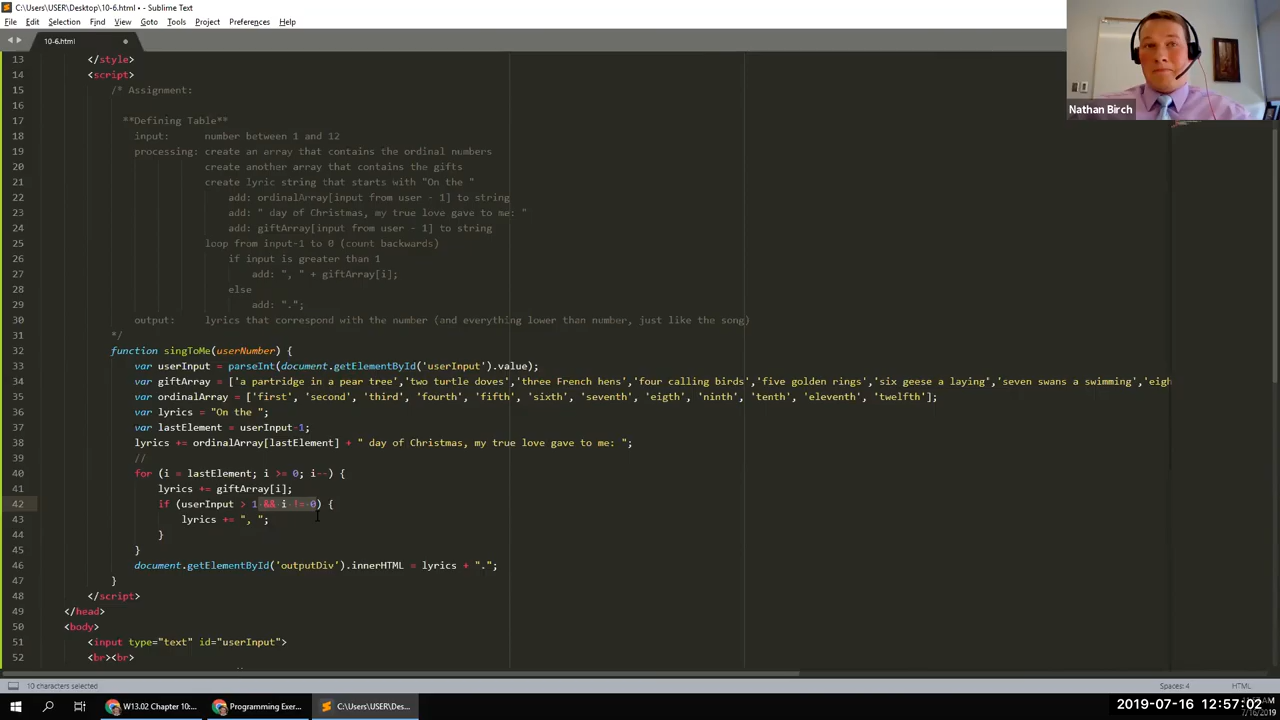 C:\Users\USER\Desktop\10-6.html • - Sublime Text
File Edit Selection Find View Goto Tools Project Preferences Help
10-6.html
13 </style>
14 <script>
15 /* Assignment:
16
17 **Defining Table**
18 input: number between 1 and 12
19 processing: create an array that contains the ordinal numbers
20 create another array that contains the gifts
21 create lyric string that starts with "On the "
22 add: ordinalArray[input from user - 1] to string
23 add: " day of Christmas, my true love gave to me: "
24 add: giftArray[input from user - 1] to string
25 loop from input-1 to 0 (count backwards)
26 if input is greater than 1
27 add: ", " + giftArray[i];
28 else
29 add: ".";
30 output: lyrics that correspond with the number (and everything lower than number, just like the song)
31 */
32 function singToMe(userNumber) {
33 var userInput = parseInt(document.getElementById('userInput').value);
34 var giftArray = ['a partridge in a pear tree','two turtle doves','three French hens','four calling birds','five golden rings','six geese a laying','seven swans a swimming','eigh
35 var ordinalArray = ['first', 'second', 'third', 'fourth', 'fifth', 'sixth', 'seventh', 'eigth', 'ninth', 'tenth', 'eleventh', 'twelfth'];
36 var lyrics = "On the ";
37 var lastElement = userInput-1;
38 lyrics += ordinalArray[lastElement] + " day of Christmas, my true love gave to me: ";
39 //
40 for (i = lastElement; i >= 0; i--) {
41 lyrics += giftArray[i];
42 if (userInput > 1 && i != 0) {
43 lyrics += ", ";
44 }
45 }
46 document.getElementById('outputDiv').innerHTML = lyrics + ".";
47 }
48 </script>
49 </head>
50 <body>
51 <input type="text" id="userInput">
52 <br><br>
Nathan Birch
10 characters selected
Spaces: 4
HTML
W13.02 Chapter 10:...
Programming Exer...
C:\Users\USER\Des...
2019-07-16 12:57:02
7/16/2019